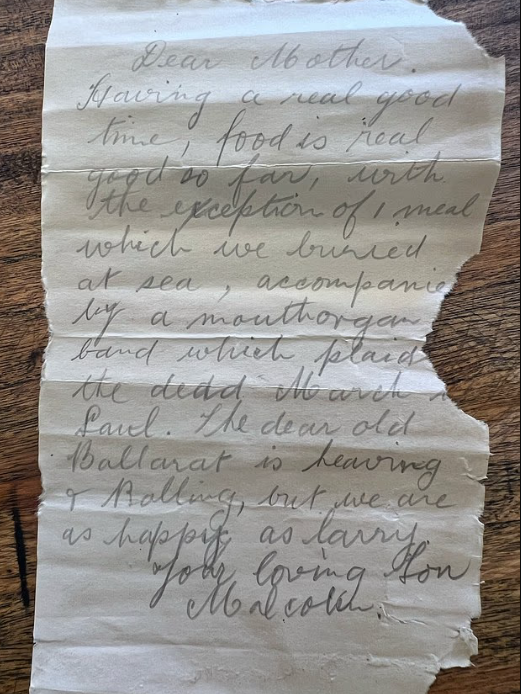 Dear Mother.
Having a real good
time, food is real
good so far, with
the exception of 1 meal
which we buried
at sea, accompanie
by a mouthorgan
band which plaid
the dedd March
Saul. The dear old
Ballarat is heaving
& Rolling, but we are
as happy as larry.
Your loving Son
Malcolm.